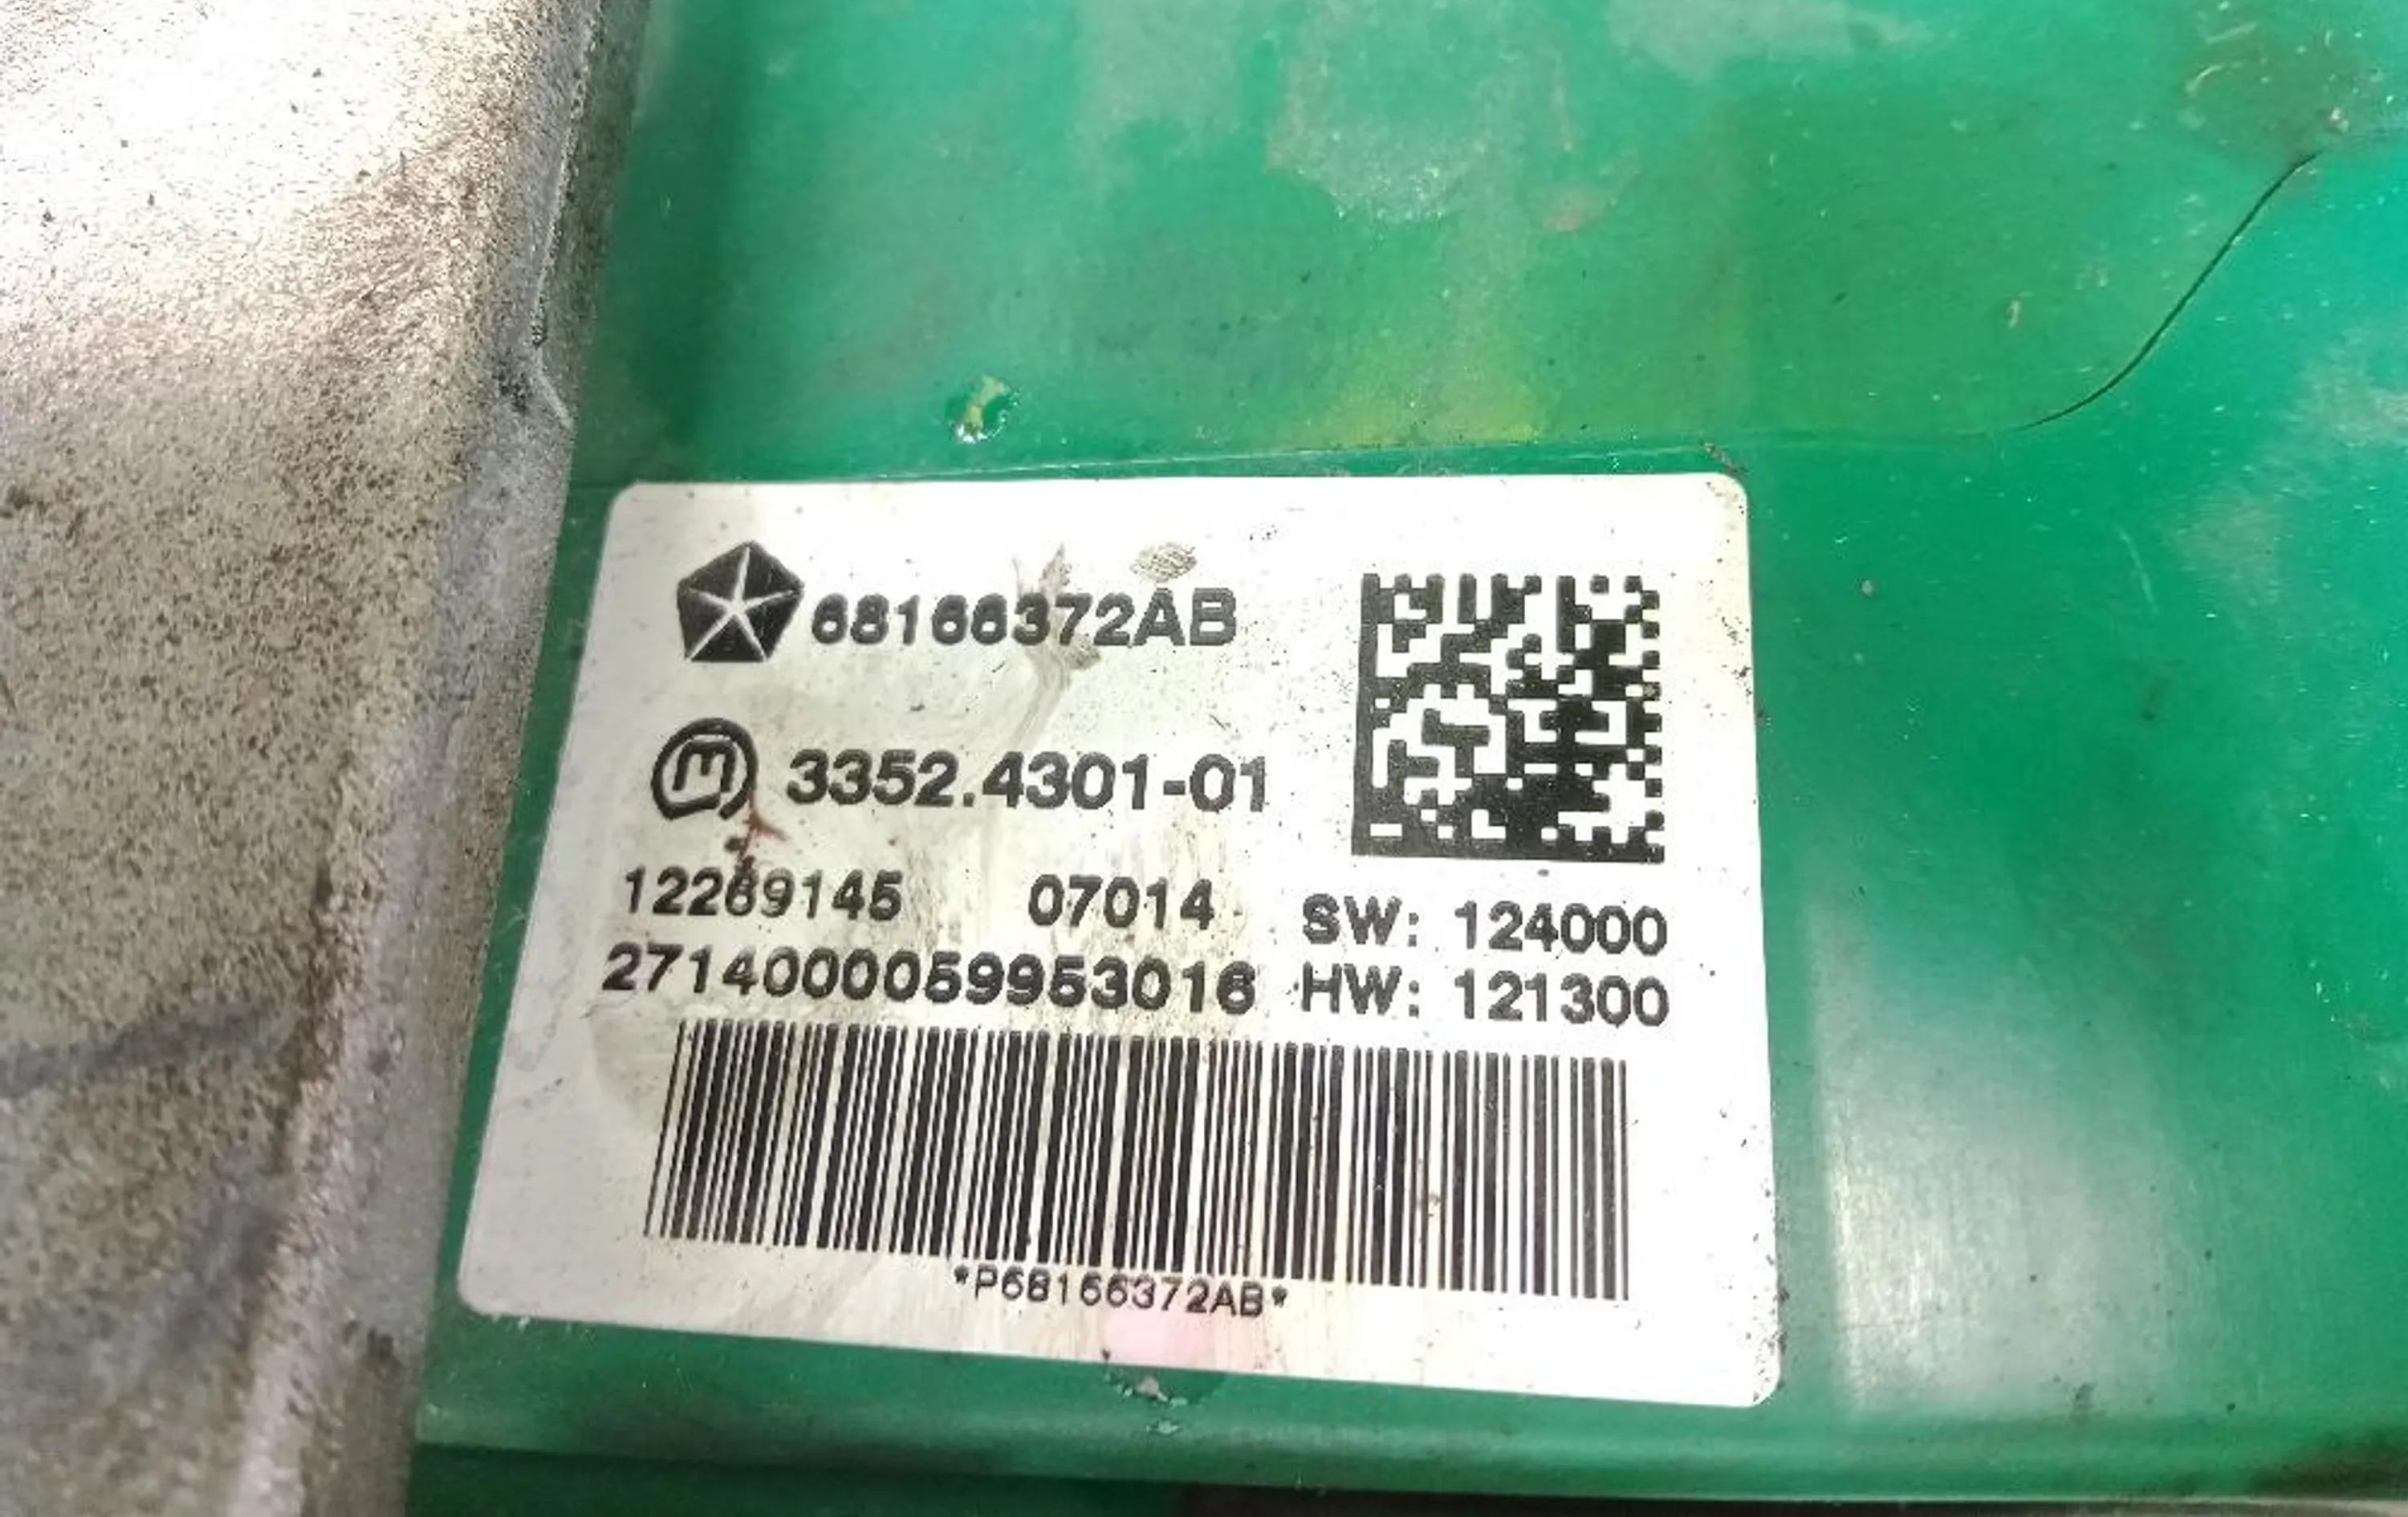 68166372AB
m 3352.4301-01
12269145 07014 SW: 124000
2714000059953016 HW: 121300
*P68166372AB*